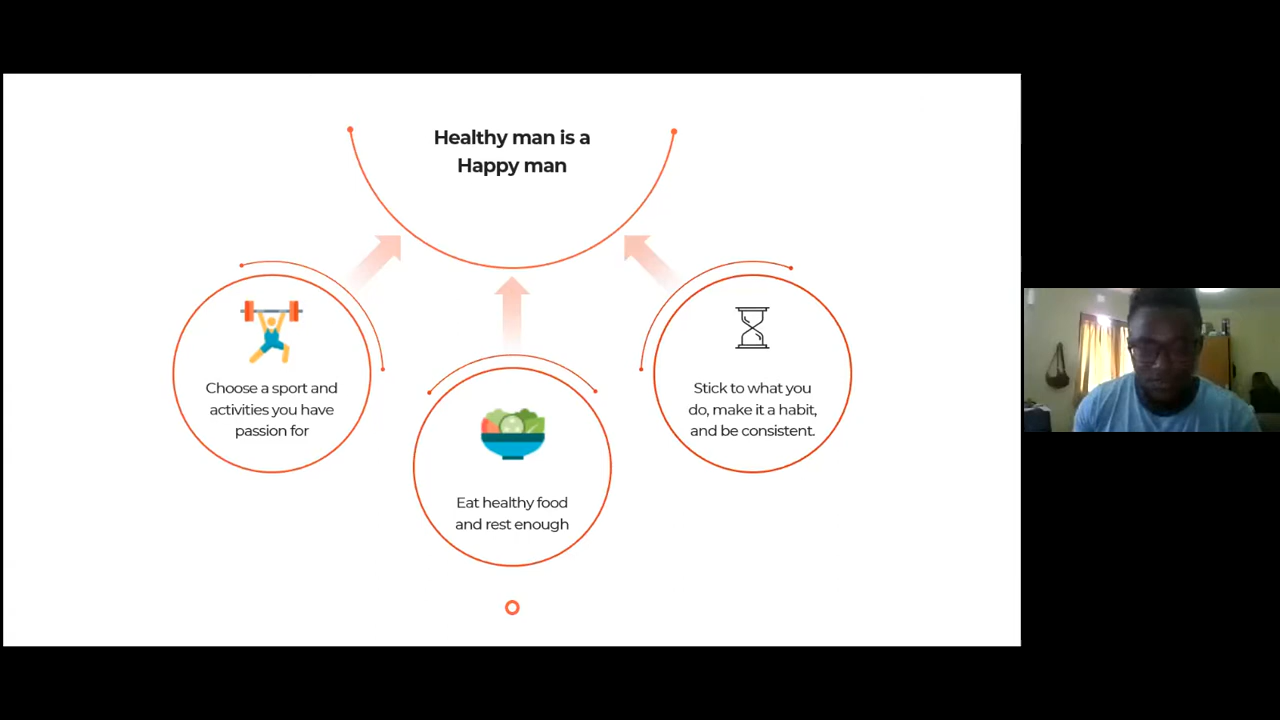 Healthy man is a
Happy man
Choose a sport and
activities you have
passion for
Eat healthy food
and rest enough
Stick to what you
do, make it a habit,
and be consistent.